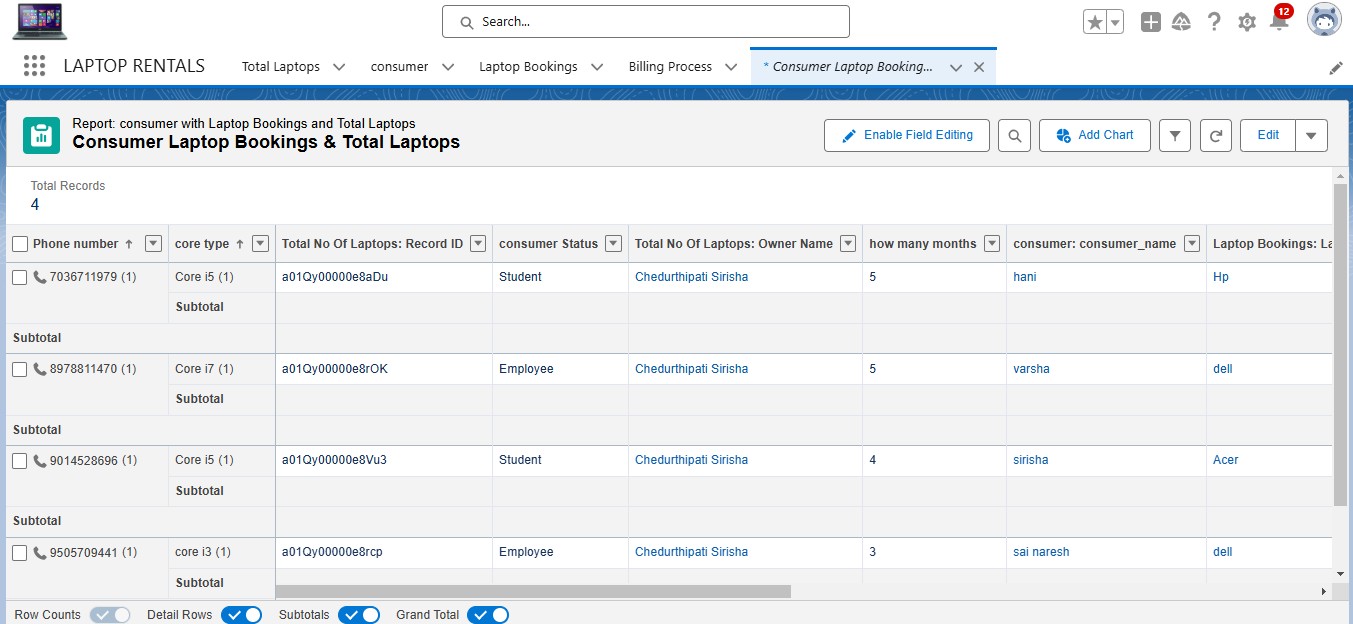 Search...
12
LAPTOP RENTALS Total Laptops consumer Laptop Bookings Billing Process * Consumer Laptop Booking...
Report: consumer with Laptop Bookings and Total Laptops
Consumer Laptop Bookings & Total Laptops
Enable Field Editing Add Chart Edit
Total Records
4
Phone number ↑ core type ↑ Total No Of Laptops: Record ID consumer Status Total No Of Laptops: Owner Name how many months consumer: consumer_name Laptop Bookings: La
7036711979 (1) Core i5 (1) a01Qy00000e8aDu Student Chedurthipati Sirisha 5 hani Hp
Subtotal
Subtotal
8978811470 (1) Core i7 (1) a01Qy00000e8rOK Employee Chedurthipati Sirisha 5 varsha dell
Subtotal
Subtotal
9014528696 (1) Core i5 (1) a01Qy00000e8Vu3 Student Chedurthipati Sirisha 4 sirisha Acer
Subtotal
Subtotal
9505709441 (1) core i3 (1) a01Qy00000e8rcp Employee Chedurthipati Sirisha 3 sai naresh dell
Subtotal
Row Counts Detail Rows Subtotals Grand Total